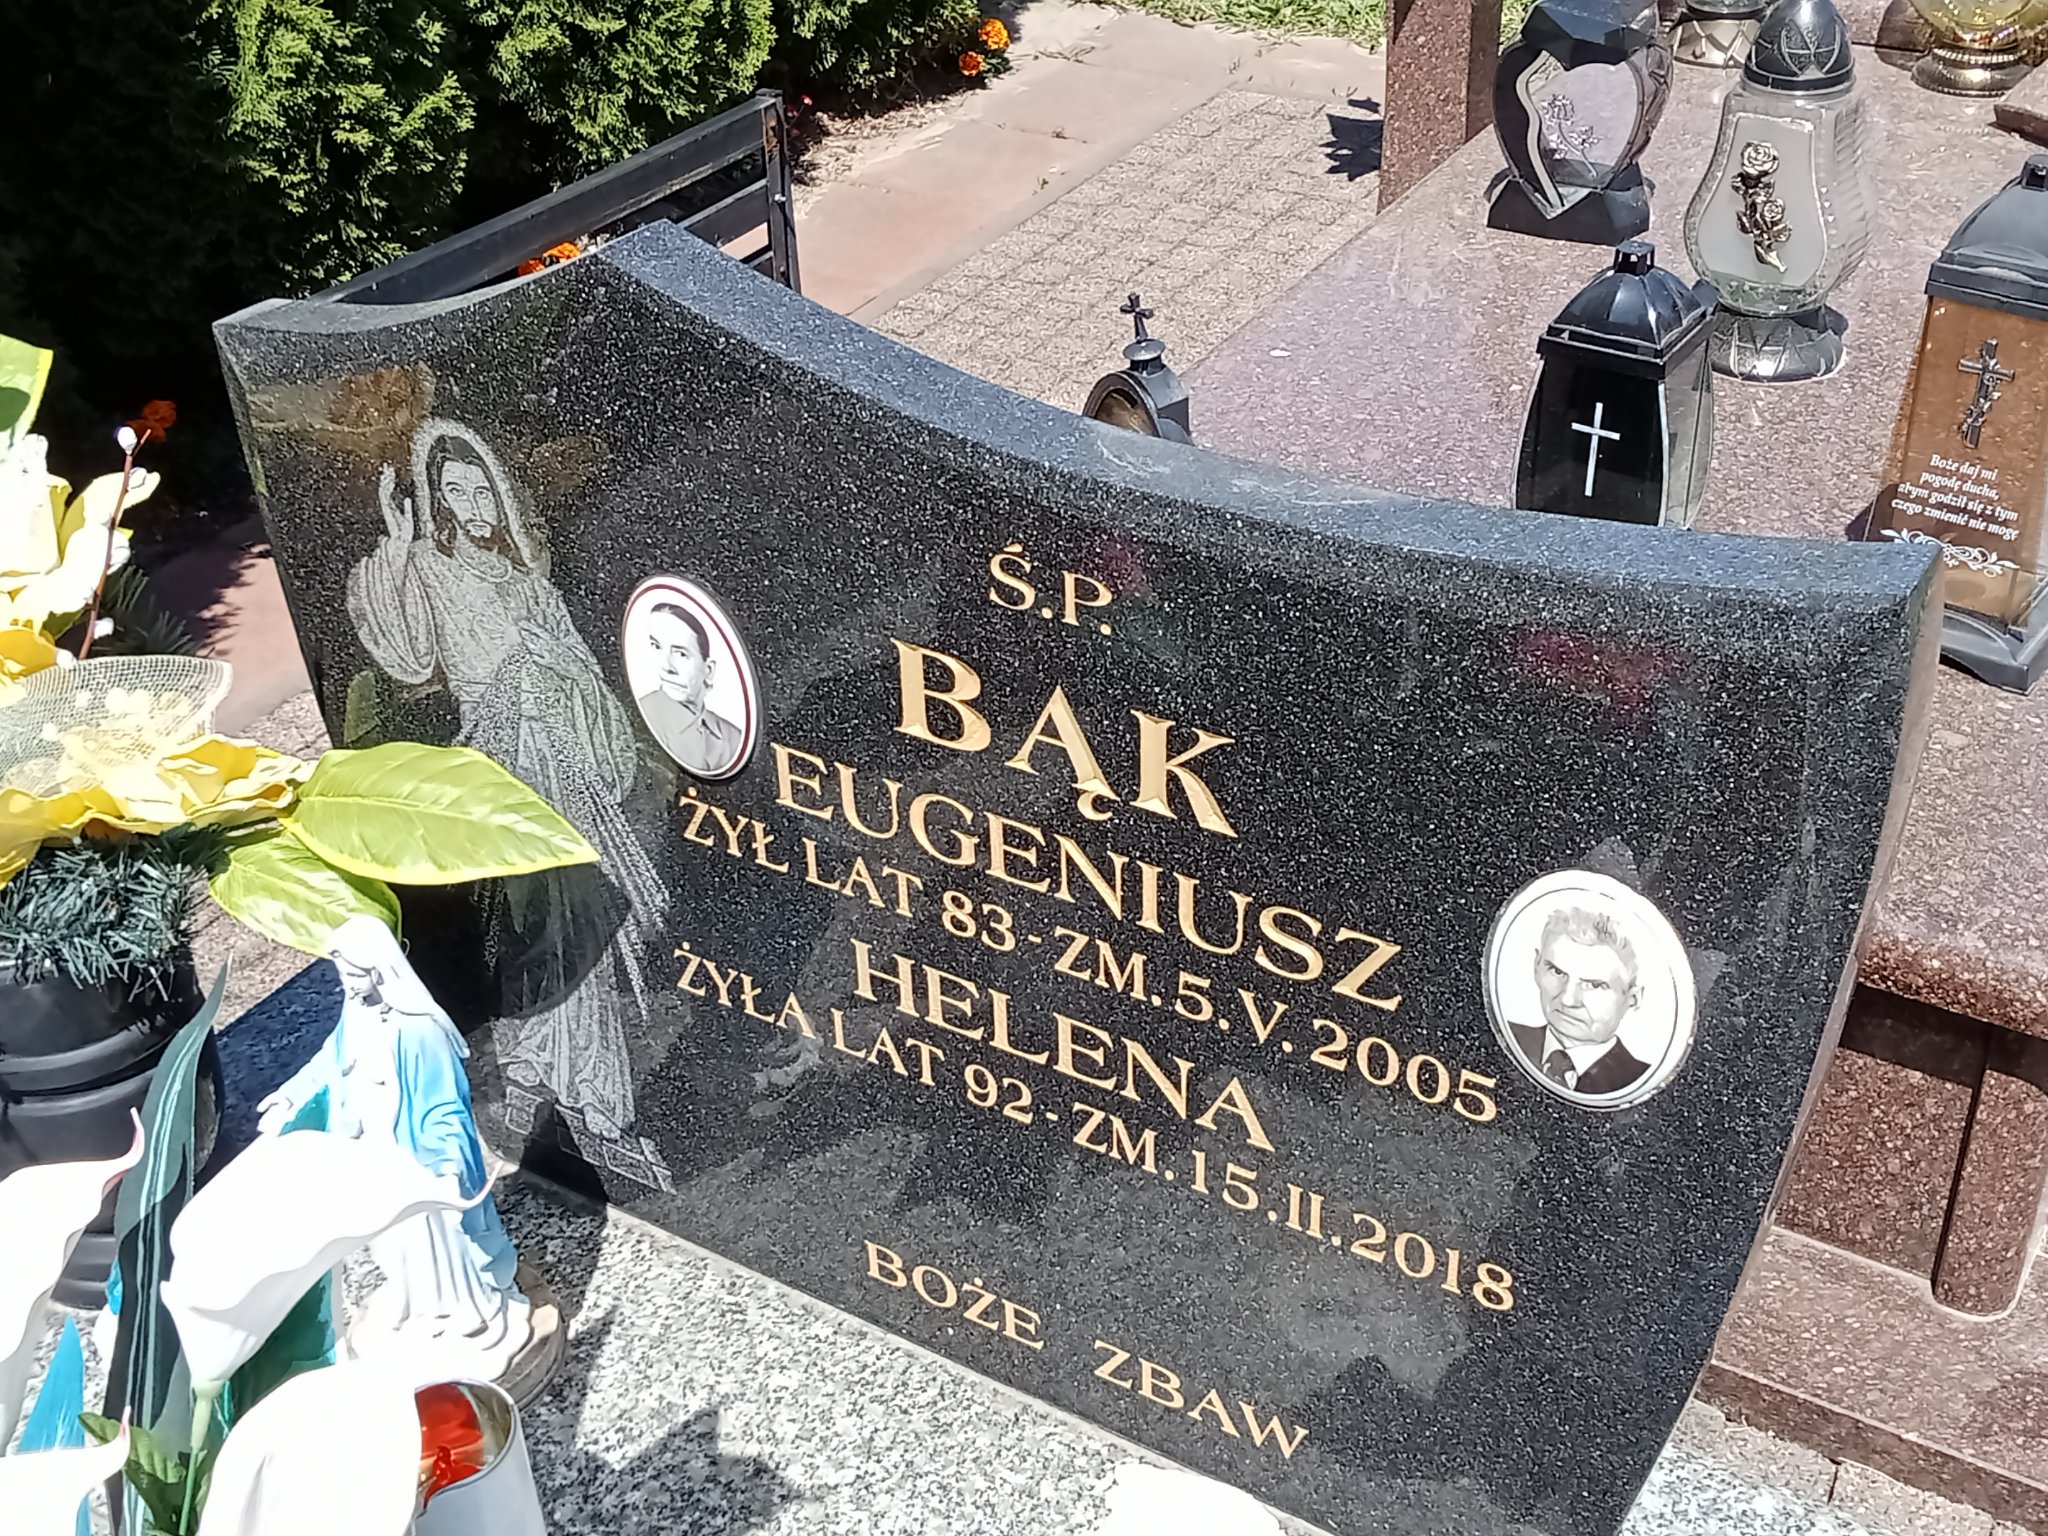 Ś.P.
BĄK
EUGENIUSZ
ŻYŁ LAT 83 - ZM. 5.V.2005
HELENA
ŻYŁA LAT 92 - ZM. 15.II.2018
BOŻE ZBAW
Boże daj mi
pogodę ducha,
abym godził się z tym
czego zmienić nie mogę